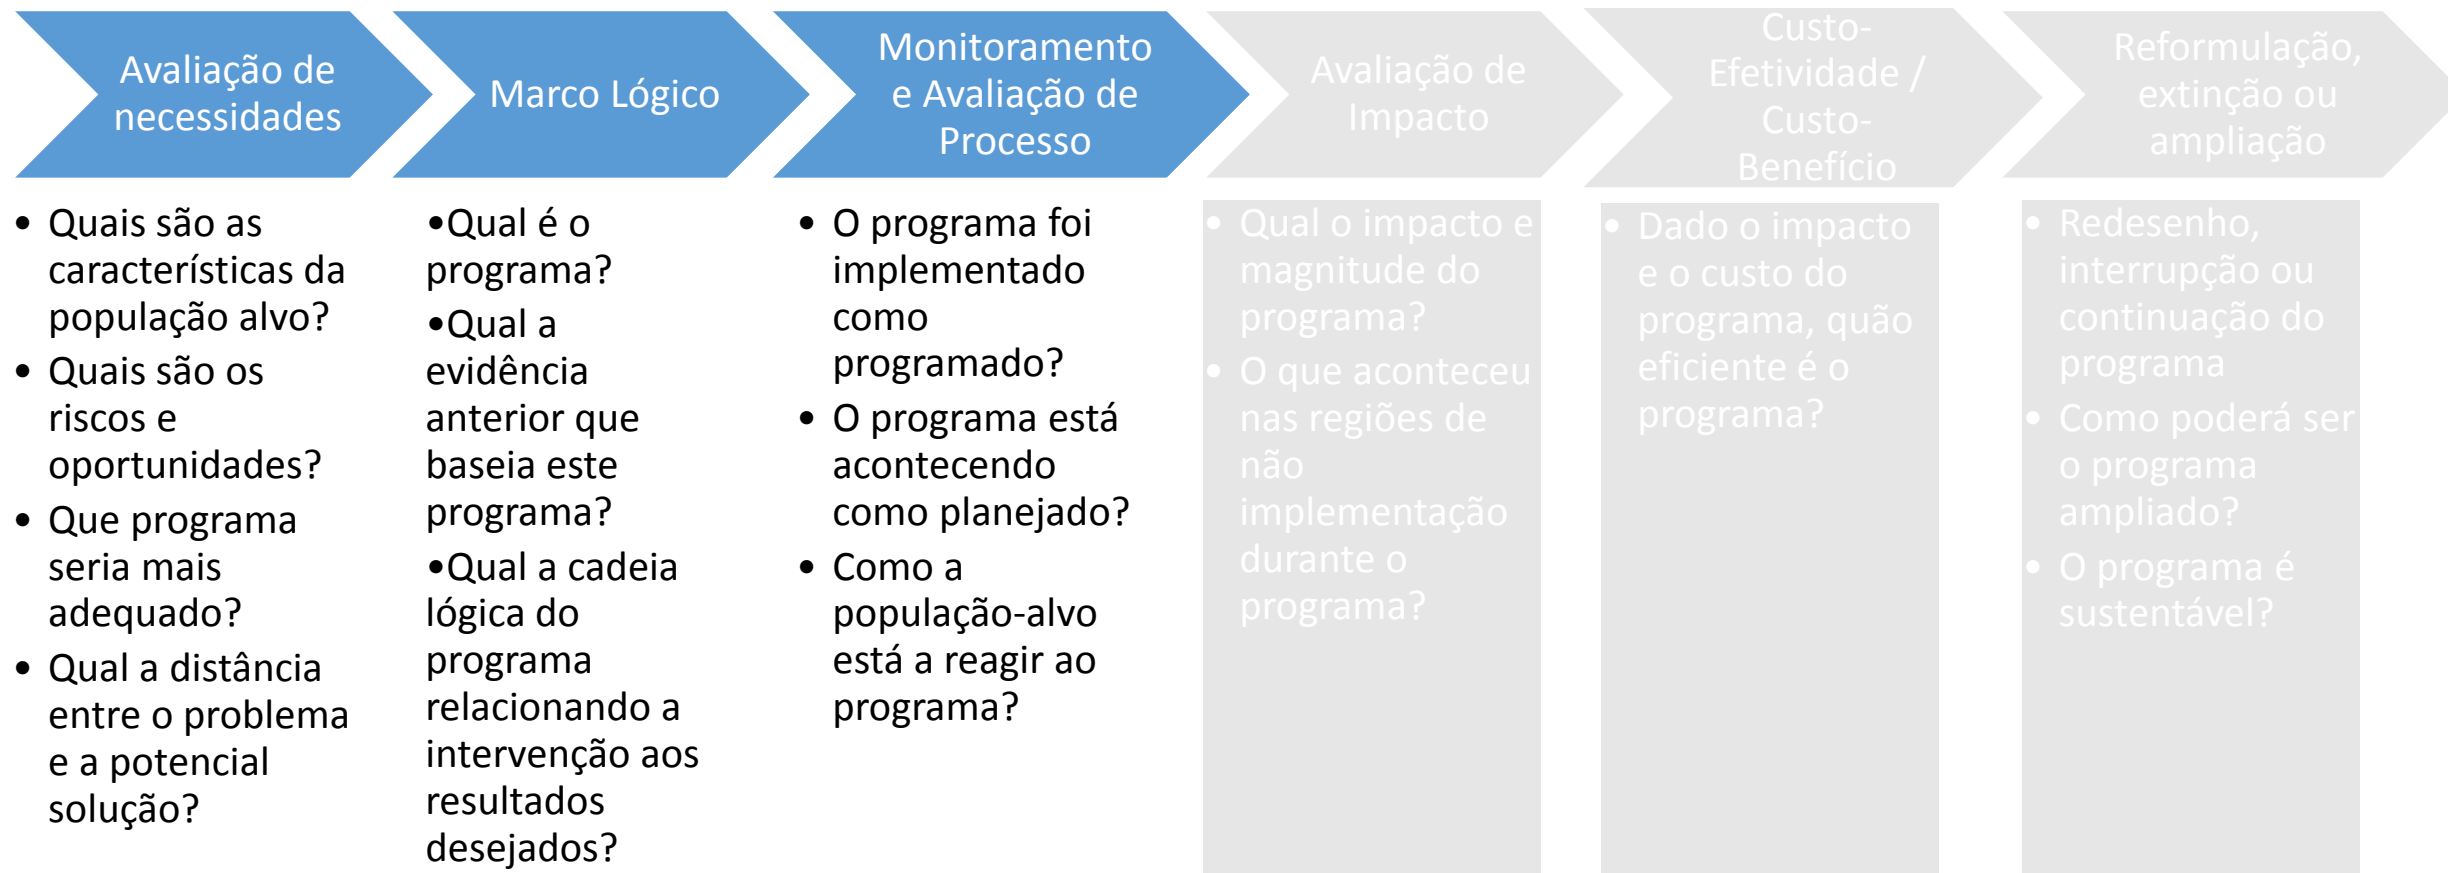 Avaliação de
necessidades
Marco Lógico
Monitoramento
e Avaliação de
Processo
Avaliação de
Impacto
Custo-
Efetividade /
Custo-
Benefício
Reformulação,
extinção ou
ampliação
• Quais são as
características da
população alvo?
• Quais são os
riscos e
oportunidades?
• Que programa
seria mais
adequado?
• Qual a distância
entre o problema
e a potencial
solução?
•Qual é o
programa?
•Qual a
evidência
anterior que
baseia este
programa?
•Qual a cadeia
lógica do
programa
relacionando a
intervenção aos
resultados
desejados?
• O programa foi
implementado
como
programado?
• O programa está
acontecendo
como planejado?
• Como a
população-alvo
está a reagir ao
programa?
• Qual o impacto e
magnitude do
programa?
• O que aconteceu
nas regiões de
não
implementação
durante o
programa?
• Dado o impacto
e o custo do
programa, quão
eficiente é o
programa?
• Redesenho,
interrupção ou
continuação do
programa
• Como poderá ser
o programa
ampliado?
• O programa é
sustentável?